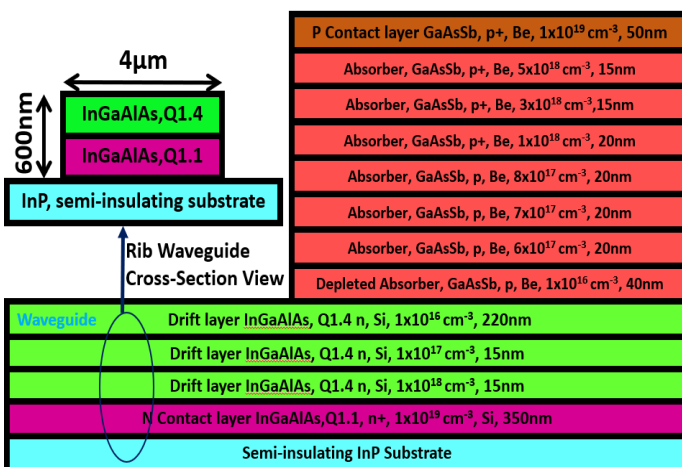 P Contact layer GaAsSb, p+, Be, 1x10¹⁹ cm⁻³, 50nm
Absorber, GaAsSb, p+, Be, 5x10¹⁸ cm⁻³, 15nm
Absorber, GaAsSb, p+, Be, 3x10¹⁸ cm⁻³,15nm
Absorber, GaAsSb, p+, Be, 1x10¹⁸ cm⁻³, 20nm
Absorber, GaAsSb, p, Be, 8x10¹⁷ cm⁻³, 20nm
Absorber, GaAsSb, p, Be, 7x10¹⁷ cm⁻³, 20nm
Absorber, GaAsSb, p, Be, 6x10¹⁷ cm⁻³, 20nm
Depleted Absorber, GaAsSb, p, Be, 1x10¹⁶ cm⁻³, 40nm
4μm
600nm
InGaAlAs,Q1.4
InGaAlAs,Q1.1
InP, semi-insulating substrate
Rib Waveguide
Cross-Section View
Waveguide
Drift layer InGaAlAs, Q1.4 n, Si, 1x10¹⁶ cm⁻³, 220nm
Drift layer InGaAlAs, Q1.4 n, Si, 1x10¹⁷ cm⁻³, 15nm
Drift layer InGaAlAs, Q1.4 n, Si, 1x10¹⁸ cm⁻³, 15nm
N Contact layer InGaAlAs,Q1.1, n+, 1x10¹⁹ cm⁻³, Si, 350nm
Semi-insulating InP Substrate